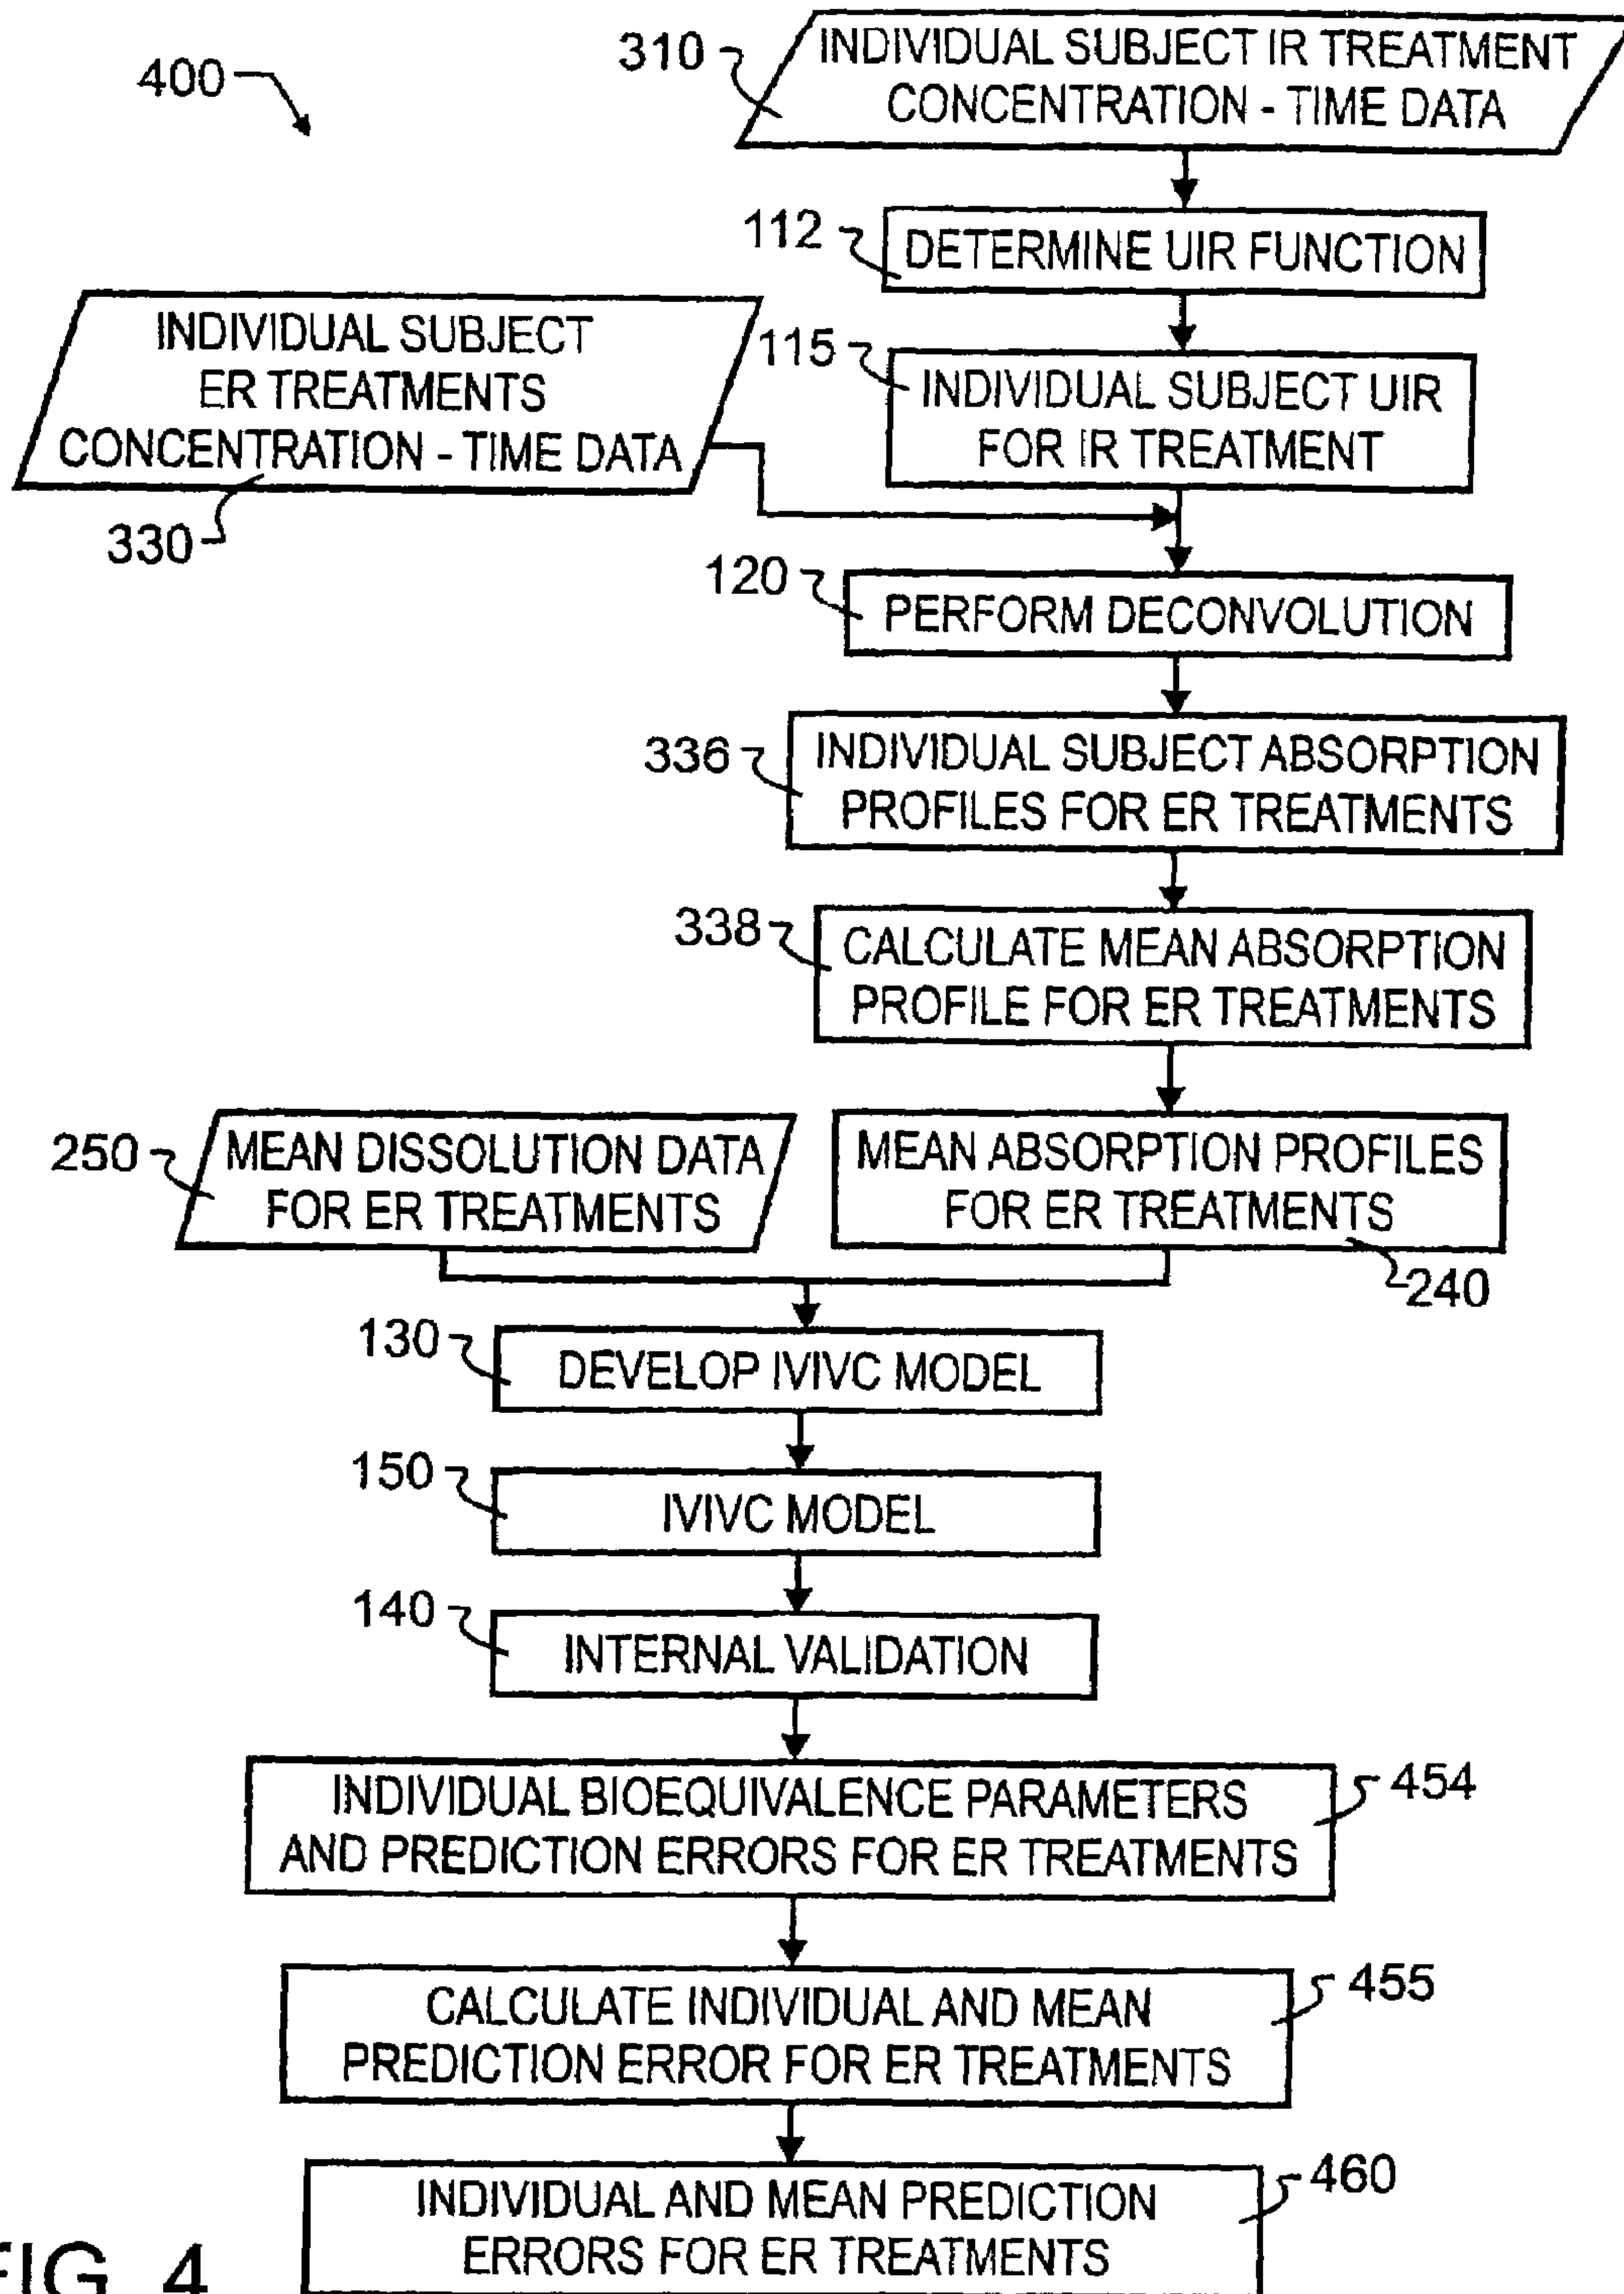 400
310
INDIVIDUAL SUBJECT IR TREATMENT
CONCENTRATION - TIME DATA
112
DETERMINE UIR FUNCTION
INDIVIDUAL SUBJECT
ER TREATMENTS
CONCENTRATION - TIME DATA
330
115
INDIVIDUAL SUBJECT UIR
FOR IR TREATMENT
120
PERFORM DECONVOLUTION
336
INDIVIDUAL SUBJECT ABSORPTION
PROFILES FOR ER TREATMENTS
338
CALCULATE MEAN ABSORPTION
PROFILE FOR ER TREATMENTS
250
MEAN DISSOLUTION DATA
FOR ER TREATMENTS
MEAN ABSORPTION PROFILES
FOR ER TREATMENTS
240
130
DEVELOP IVIVC MODEL
150
IVIVC MODEL
140
INTERNAL VALIDATION
INDIVIDUAL BIOEQUIVALENCE PARAMETERS
AND PREDICTION ERRORS FOR ER TREATMENTS
454
CALCULATE INDIVIDUAL AND MEAN
PREDICTION ERROR FOR ER TREATMENTS
455
INDIVIDUAL AND MEAN PREDICTION
ERRORS FOR ER TREATMENTS
460
FIG. 4